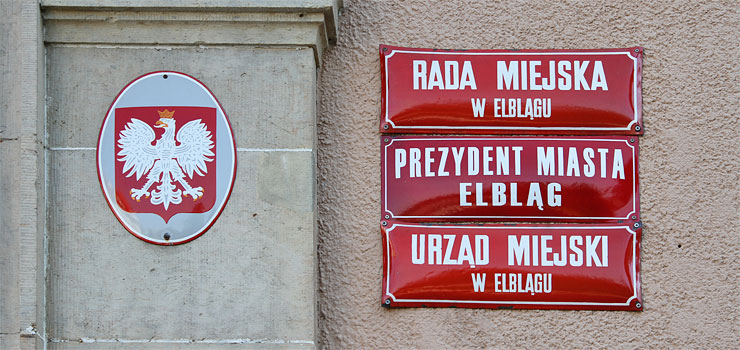 RADA MIEJSKA
W ELBLĄGU
PREZYDENT MIASTA
ELBLĄG
URZĄD MIEJSKI
W ELBLĄGU